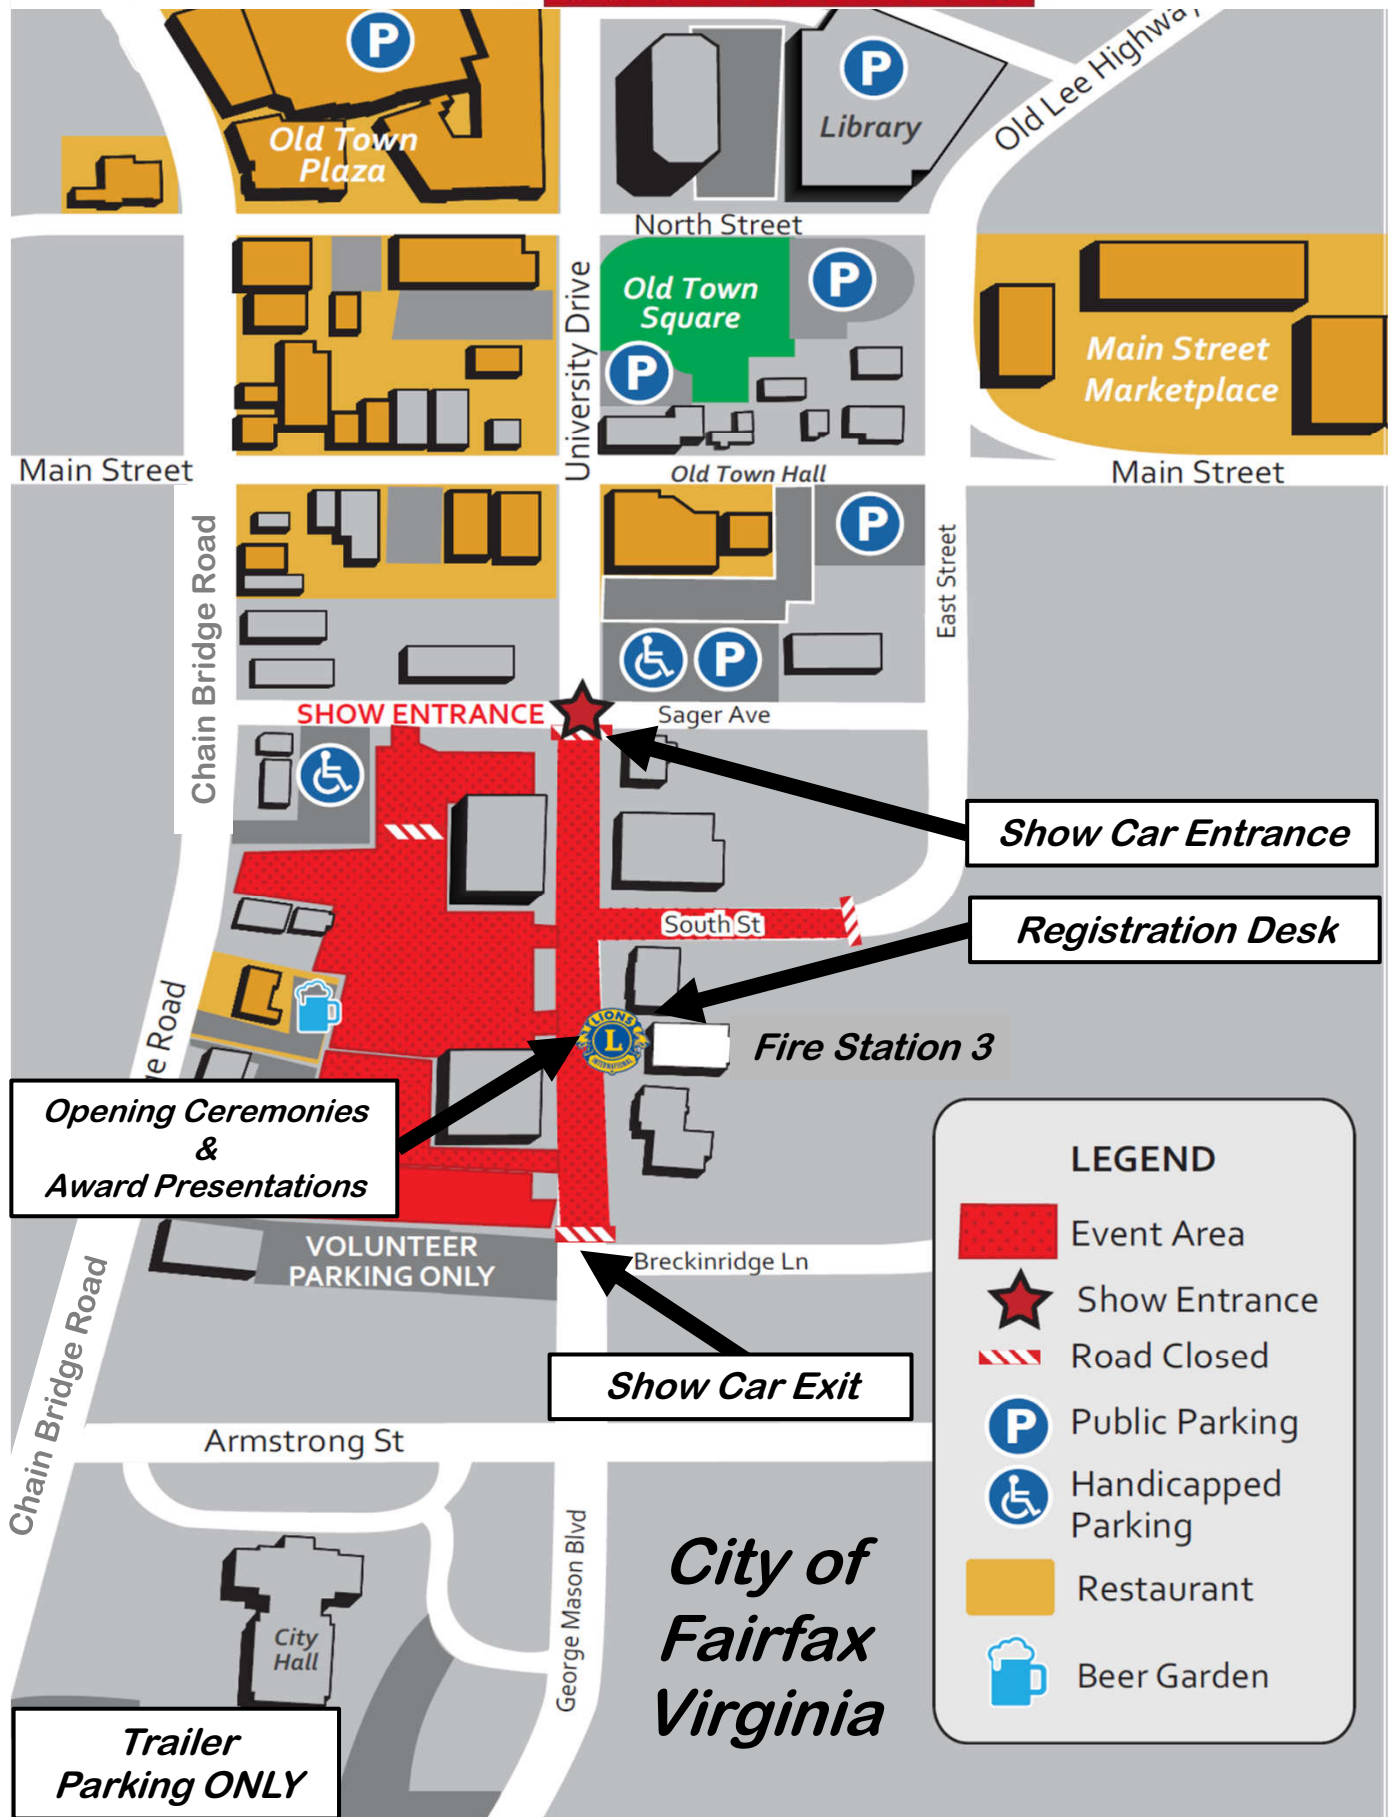 P
Old Town
Plaza
P
Library
Old Lee Highway
North Street
Old Town
Square
P
P
University Drive
Main Street
Marketplace
Main Street
Old Town Hall
Main Street
P
Chain Bridge Road
East Street
P
SHOW ENTRANCE
Sager Ave
Show Car Entrance
South St
Registration Desk
LIONS
L
INTERNATIONAL
Fire Station 3
ge Road
Opening Ceremonies
&
Award Presentations
VOLUNTEER
PARKING ONLY
Breckinridge Ln
Show Car Exit
Chain Bridge Road
Armstrong St
George Mason Blvd
City
Hall
Trailer
Parking ONLY
City of
Fairfax
Virginia
LEGEND
Event Area
Show Entrance
Road Closed
P
Public Parking
Handicapped
Parking
Restaurant
Beer Garden